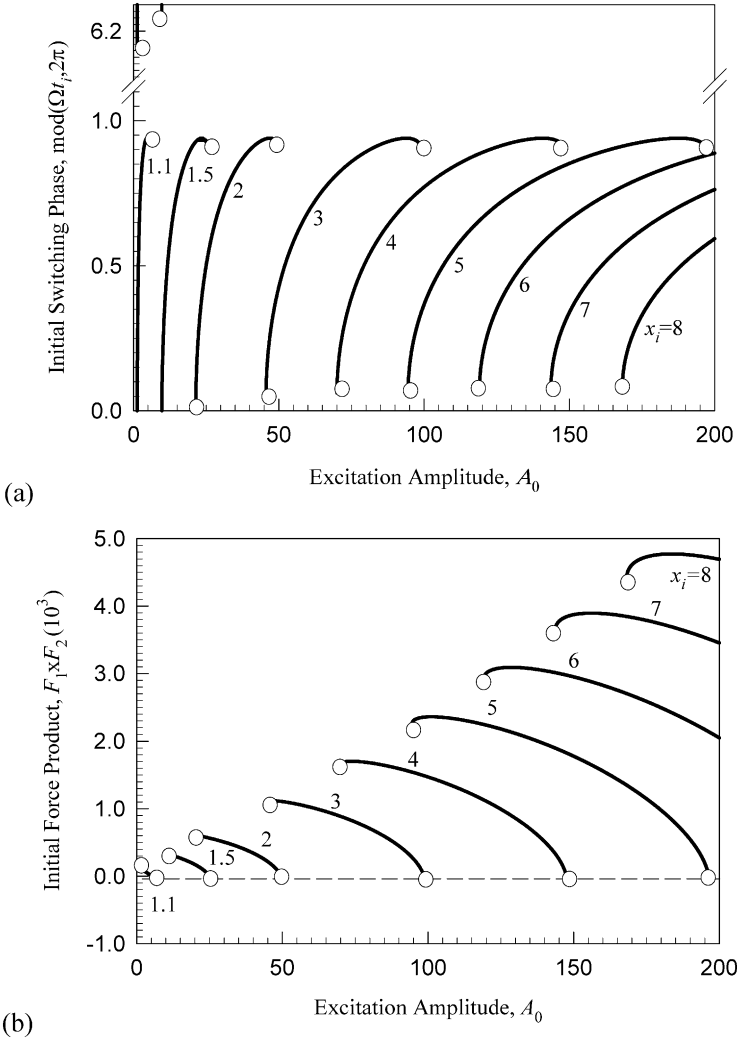 Initial Switching Phase, mod(Ωtᵢ,2π)
6.2
1.0
0.5
0.0
1.1
1.5
2
3
4
5
6
7
xᵢ=8
0 50 100 150 200
Excitation Amplitude, A₀
(a)
Initial Force Product, F₁xF₂ (10³)
5.0
4.0
3.0
2.0
1.0
0.0
-1.0
xᵢ=8
7
6
5
4
3
2
1.5
1.1
0 50 100 150 200
Excitation Amplitude, A₀
(b)